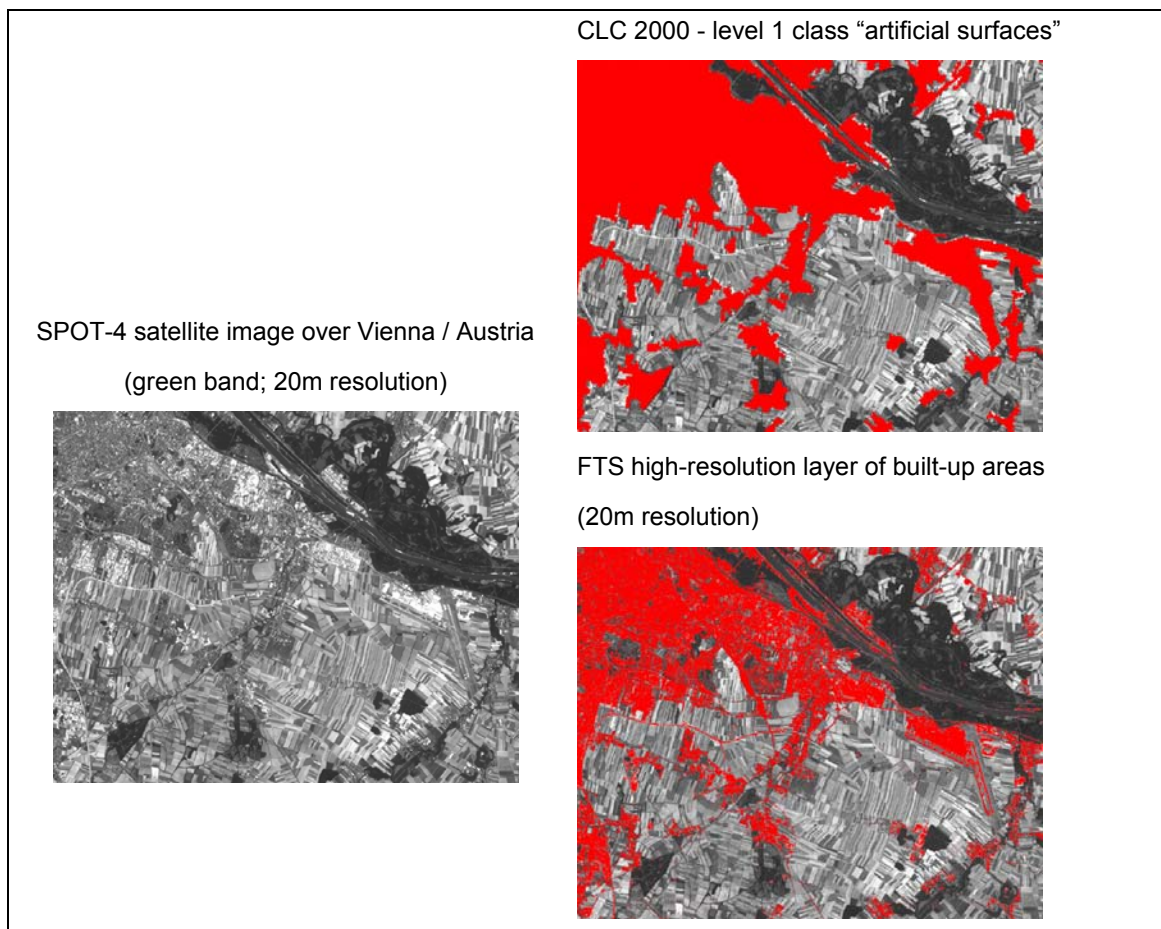 CLC 2000 - level 1 class “artificial surfaces”
SPOT-4 satellite image over Vienna / Austria
(green band; 20m resolution)
FTS high-resolution layer of built-up areas
(20m resolution)